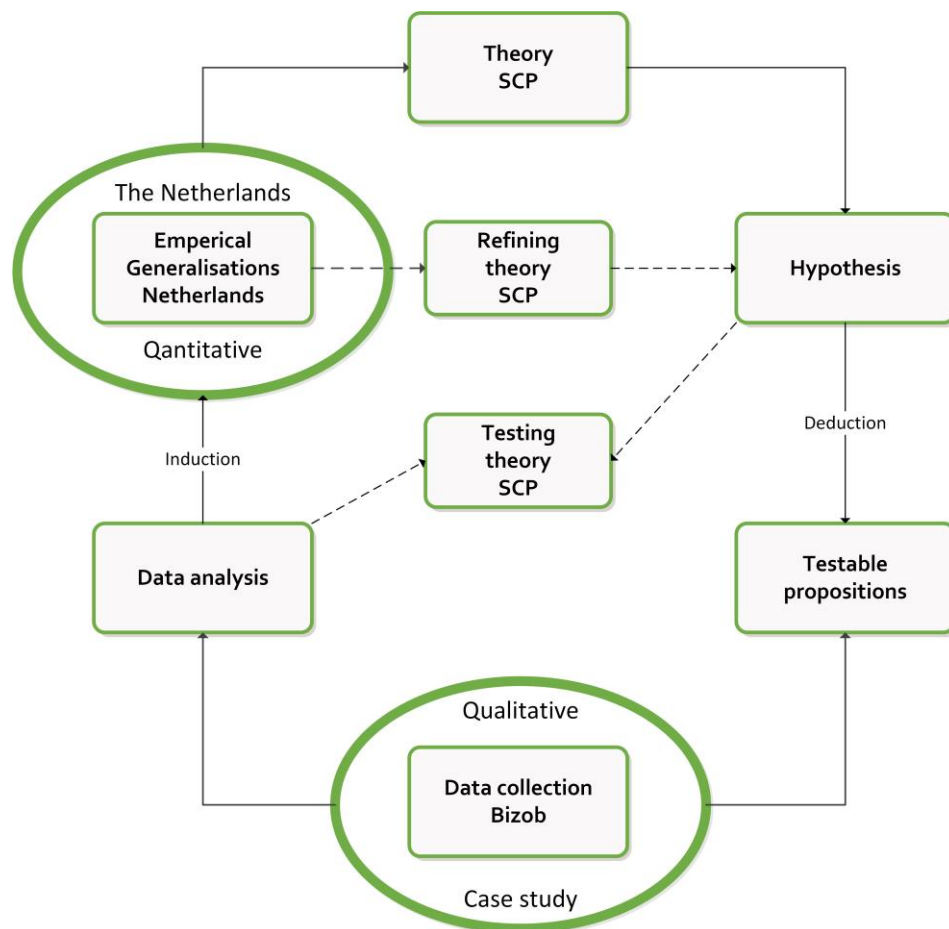 Theory
SCP
The Netherlands
Emperical
Generalisations
Netherlands
Qantitative
Refining
theory
SCP
Hypothesis
Induction
Testing
theory
SCP
Deduction
Data analysis
Testable
propositions
Qualitative
Data collection
Bizob
Case study